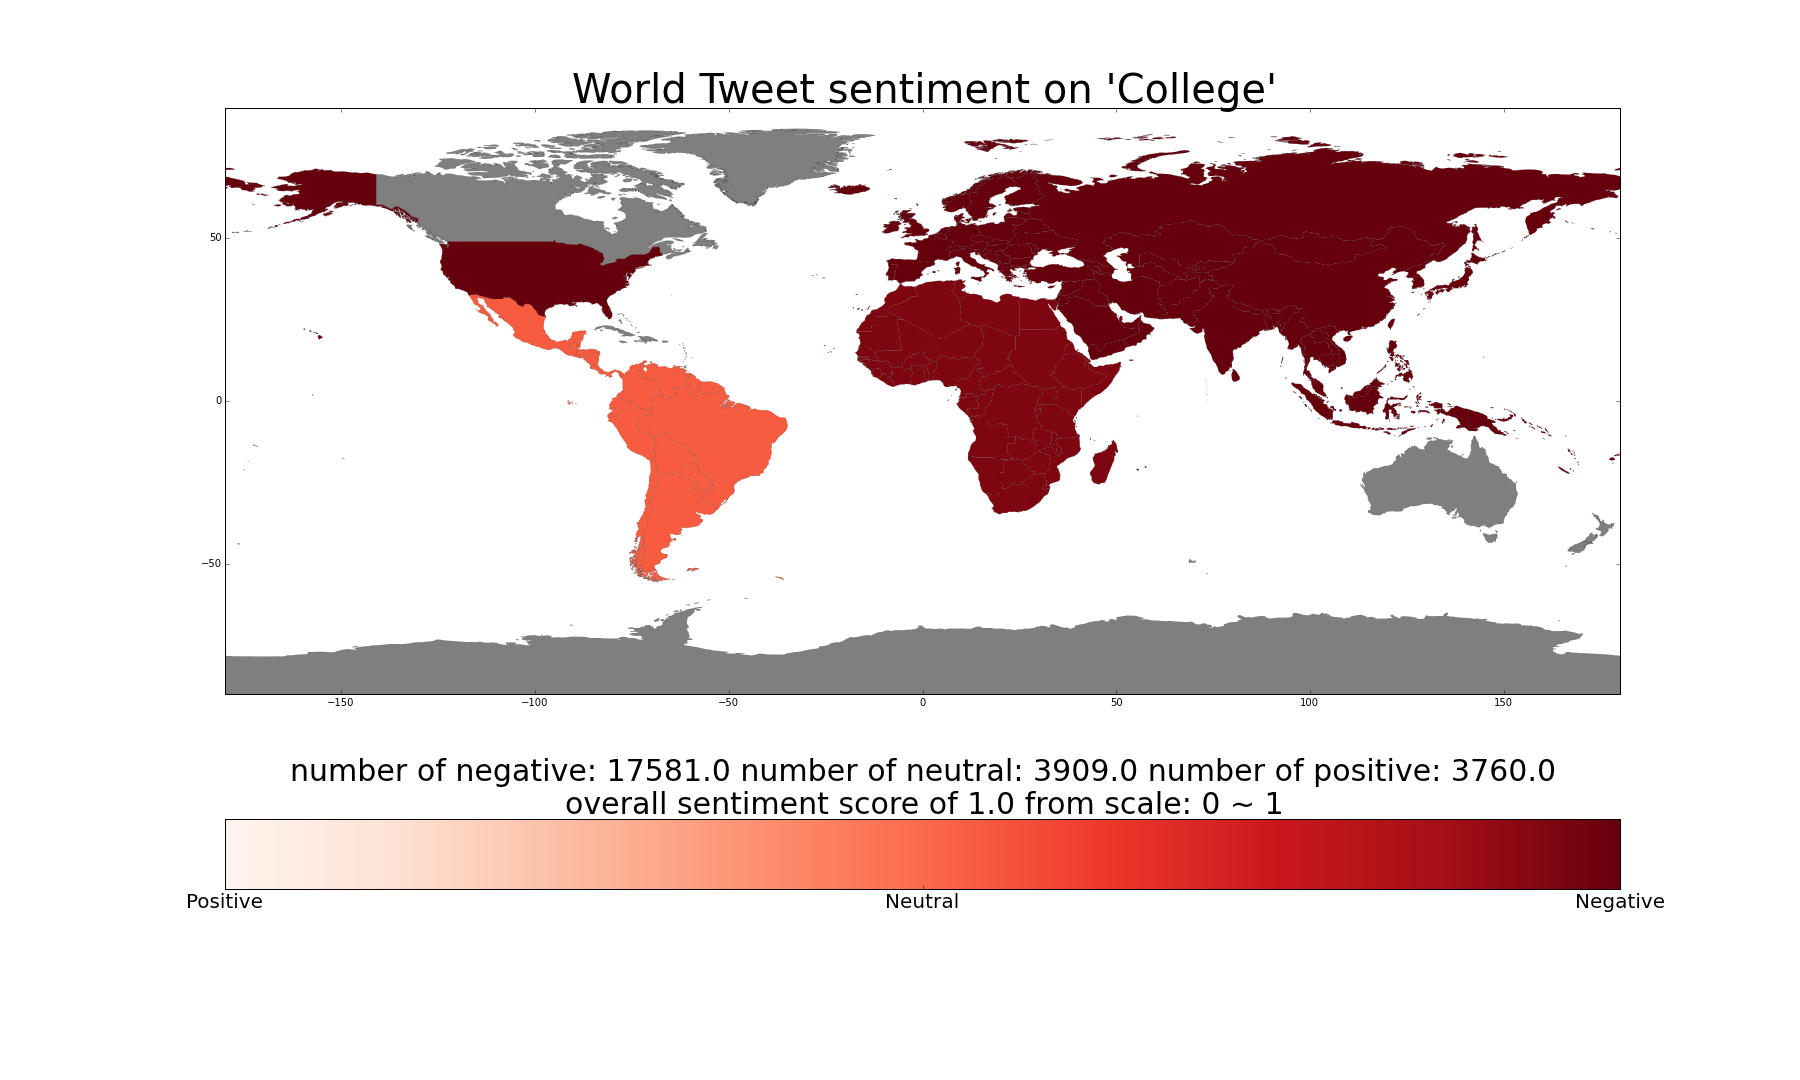 World Tweet sentiment on 'College'
50
0
−50
−150 −100 −50 0 50 100 150
number of negative: 17581.0 number of neutral: 3909.0 number of positive: 3760.0
overall sentiment score of 1.0 from scale: 0 ~ 1
Positive Neutral Negative